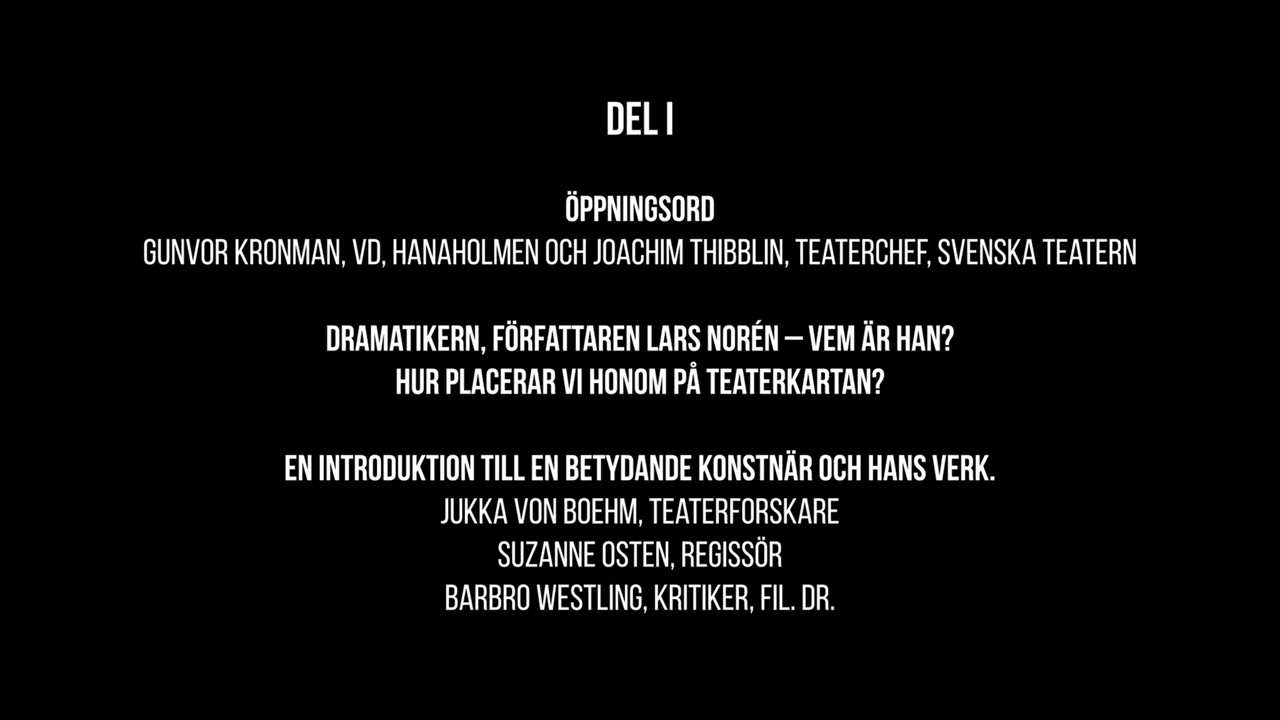 DEL I
ÖPPNINGSORD
GUNVOR KRONMAN, VD, HANAHOLMEN OCH JOACHIM THIBBLIN, TEATERCHEF, SVENSKA TEATERN
DRAMATIKERN, FÖRFATTAREN LARS NORÉN – VEM ÄR HAN?
HUR PLACERAR VI HONOM PÅ TEATERKARTAN?
EN INTRODUKTION TILL EN BETYDANDE KONSTNÄR OCH HANS VERK.
JUKKA VON BOEHM, TEATERFORSKARE
SUZANNE OSTEN, REGISSÖR
BARBRO WESTLING, KRITIKER, FIL. DR.